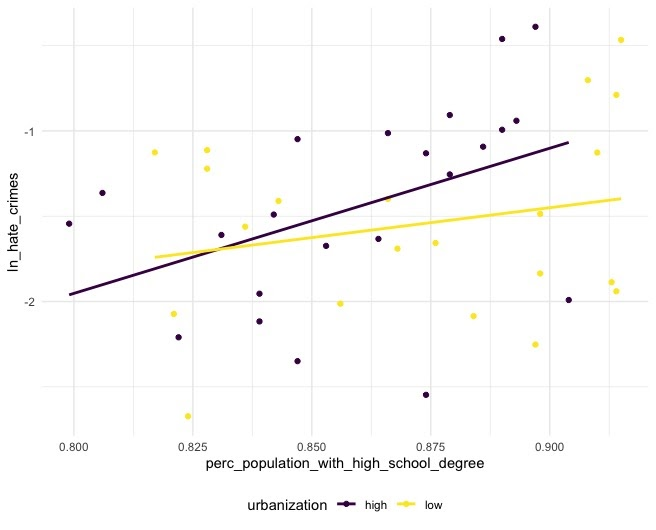 ln_hate_crimes
-1
-2
0.800 0.825 0.850 0.875 0.900
perc_population_with_high_school_degree
urbanization high low